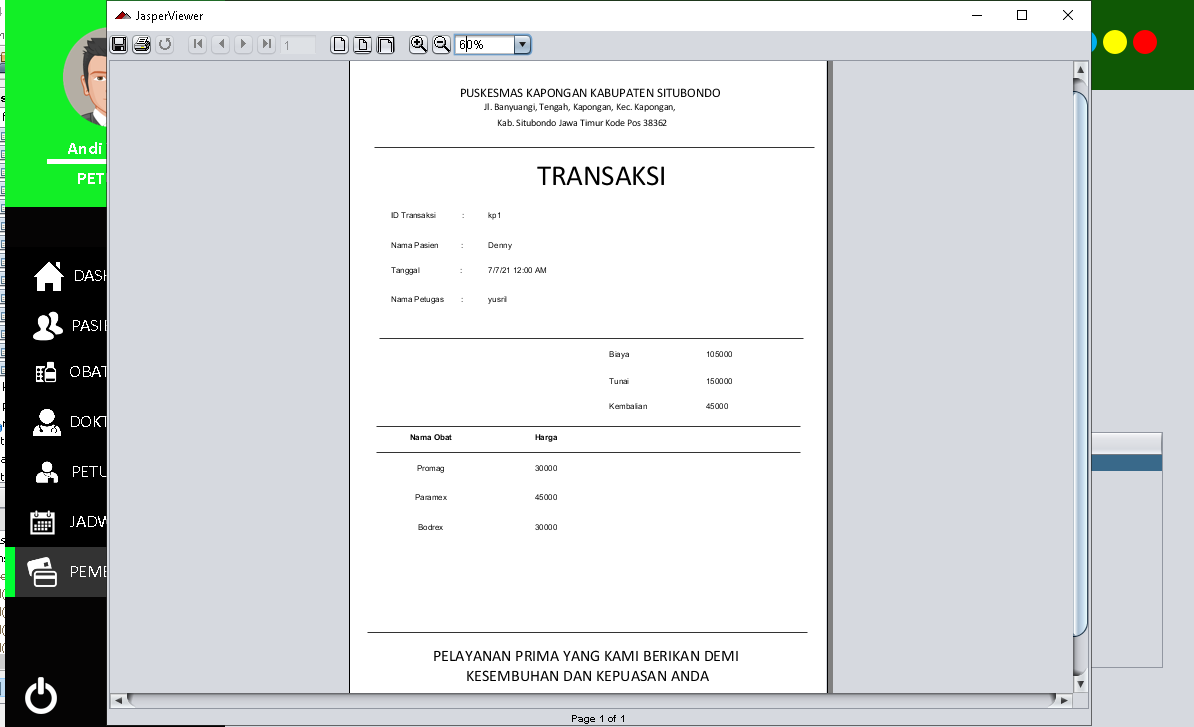 JasperViewer
1
60%
PUSKESMAS KAPONGAN KABUPATEN SITUBONDO
Jl. Banyuangi, Tengah, Kapongan, Kec. Kapongan,
Kab. Situbondo Jawa Timur Kode Pos 38362
TRANSAKSI
ID Transaksi : kp1
Nama Pasien : Denny
Tanggal : 7/7/21 12:00 AM
Nama Petugas : yusril
Biaya 105000
Tunai 150000
Kembalian 45000
Nama Obat Harga
Promag 30000
Paramex 45000
Bodrex 30000
PELAYANAN PRIMA YANG KAMI BERIKAN DEMI
KESEMBUHAN DAN KEPUASAN ANDA
Page 1 of 1
Andi
PET
DASH
PASIE
OBAT
DOKT
PETU
JADW
PEME